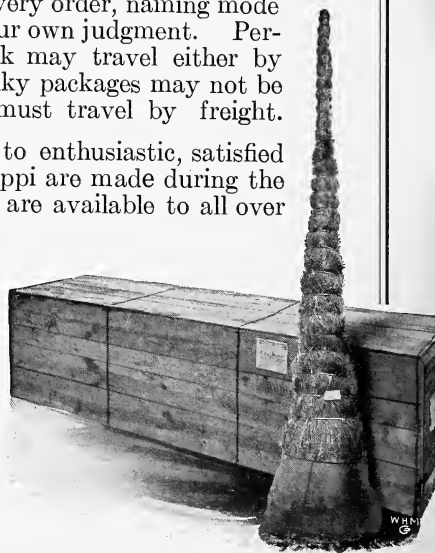 very order, naming mode
ur own judgment. Per-
k may travel either by
ky packages may not be
must travel by freight.
to enthusiastic, satisfied
ppi are made during the
are available to all over
WHM
G